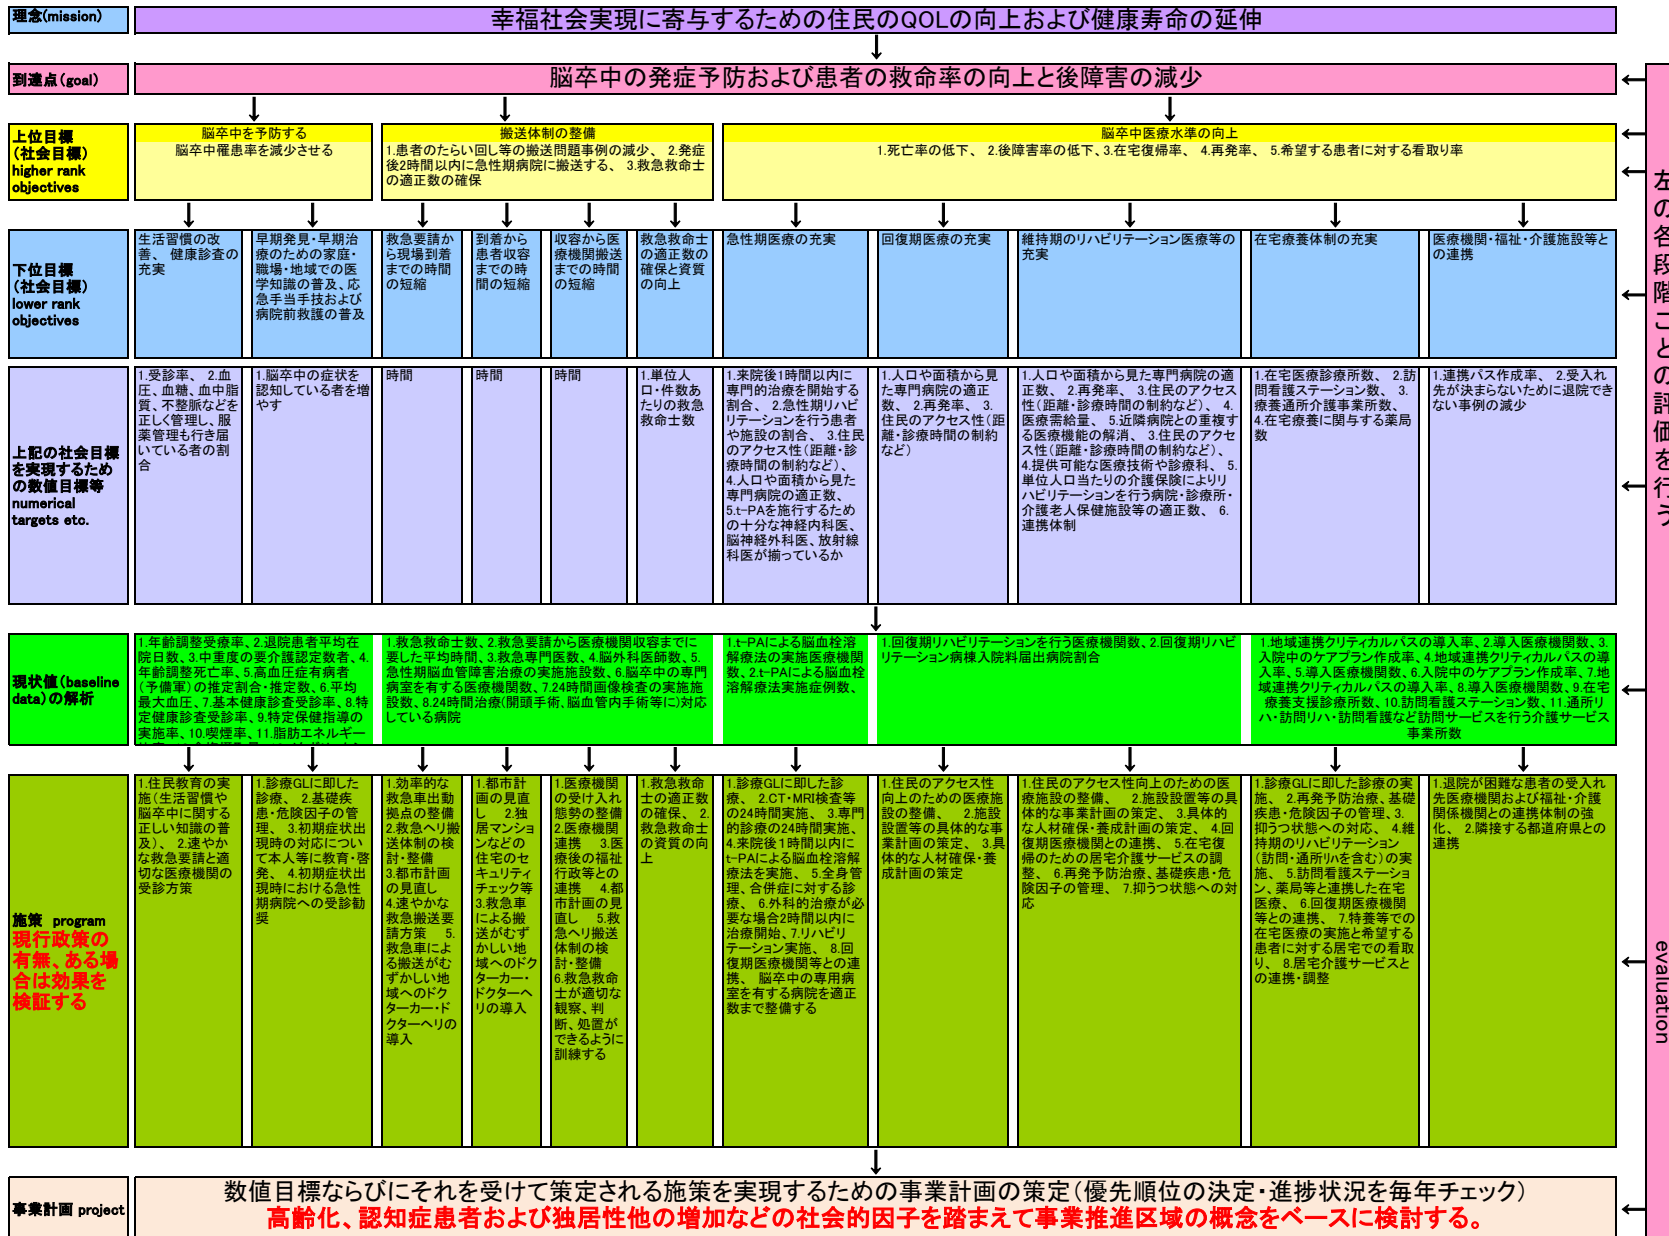 理念(mission)
幸福社会実現に寄与するための住民のQOLの向上および健康寿命の延伸
到達点(goal)
脳卒中の発症予防および患者の救命率の向上と後障害の減少
上位目標
(社会目標)
higher rank
objectives
脳卒中を予防する
脳卒中罹患率を減少させる
搬送体制の整備
1.患者のたらい回し等の搬送問題事例の減少、 2.発症
後2時間以内に急性期病院に搬送する、 3.救急救命士
の適正数の確保
脳卒中医療水準の向上
1.死亡率の低下、 2.後障害率の低下、3.在宅復帰率、 4.再発率、 5.希望する患者に対する看取り率
下位目標
(社会目標)
lower rank
objectives
生活習慣の改
善、 健康診査の
充実
早期発見・早期治
療のための家庭・
職場・地域での医
学知識の普及、応
急手当手技および
病院前救護の普及
救急要請か
ら現場到着
までの時間
の短縮
到着から
患者収容
までの時
間の短縮
収容から医
療機関搬送
までの時間
の短縮
救急救命士
の適正数の
確保と資質
の向上
急性期医療の充実
回復期医療の充実
維持期のリハビリテーション医療等の
充実
在宅療養体制の充実
医療機関・福祉・介護施設等と
の連携
上記の社会目標
を実現するため
の数値目標等
numerical
targets etc.
1.受診率、 2.血
圧、血糖、血中脂
質、不整脈などを
正しく管理し、服
薬管理も行き届
いている者の割
合
1.脳卒中の症状を
認知している者を増
やす
時間
時間
時間
1.単位人
口・件数あ
たりの救急
救命士数
1.来院後1時間以内に
専門的治療を開始する
割合、 2.急性期リハビ
リテーションを行う患者
や施設の割合、 3.住民
のアクセス性(距離・診
療時間の制約など)、
4.人口や面積から見た
専門病院の適正数、
5.t-PAを施行するため
の十分な神経内科医、
脳神経外科医、放射線
科医が揃っているか
1.人口や面積から見
た専門病院の適正
数、 2.再発率、 3.
住民のアクセス性(距
離・診療時間の制約
など)
1.人口や面積から見た専門病院の適
正数、 2.再発率、 3.住民のアクセス
性(距離・診療時間の制約など)、 4.
医療需給量、 5.近隣病院との重複す
る医療機能の解消、 3.住民のアクセ
ス性(距離・診療時間の制約など)、
4.提供可能な医療技術や診療科、 5.
単位人口当たりの介護保険によりリ
ハビリテーションを行う病院・診療所・
介護老人保健施設等の適正数、 6.
連携体制
1.在宅医療診療所数、 2.訪
問看護ステーション数、 3.
療養通所介護事業所数、
4.在宅療養に関与する薬局
数
1.連携パス作成率、 2.受入れ
先が決まらないために退院でき
ない事例の減少
現状値(baseline
data)の解析
1.年齢調整受療率、2.退院患者平均在
院日数、3.中重度の要介護認定数者、4.
年齢調整死亡率、5.高血圧症有病者
(予備軍)の推定割合・推定数、6.平均
最大血圧、7.基本健康診査受診率、8.特
定健康診査受診率、9.特定保健指導の
実施率、10.喫煙率、11.脂肪エネルギー
1.救急救命士数、2.救急要請から医療機関収容までに
要した平均時間、3.救急専門医数、4.脳外科医師数、5.
急性期脳血管障害治療の実施施設数、6.脳卒中の専門
病室を有する医療機関数、7.24時間画像検査の実施施
設数、8.24時間治療(開頭手術、脳血管内手術等に)対応
している病院
1.t-PAによる脳血栓溶
解療法の実施医療機関
数、2.t-PAによる脳血栓
溶解療法実施症例数、
1.回復期リハビリテーションを行う医療機関数、2.回復期リハビ
リテーション病棟入院料届出病院割合
1.地域連携クリティカルパスの導入率、2.導入医療機関数、3.
入院中のケアプラン作成率、4.地域連携クリティカルパスの導
入率、5.導入医療機関数、6.入院中のケアプラン作成率、7.地
域連携クリティカルパスの導入率、8.導入医療機関数、9.在宅
療養支援診療所数、10.訪問看護ステーション数、11.通所リ
ハ・訪問リハ・訪問看護など訪問サービスを行う介護サービス
事業所数
施策 program
現行政策の
有無、ある場
合は効果を
検証する
1.住民教育の実
施(生活習慣や
脳卒中に関する
正しい知識の普
及)、 2.速やか
な救急要請と適
切な医療機関の
受診方策
1.診療GLに即した
診療、 2.基礎疾
患・危険因子の管
理、 3.初期症状出
現時の対応につい
て本人等に教育・啓
発、 4.初期症状出
現時における急性
期病院への受診勧
奨
1.効率的な
救急車出動
拠点の整備
2.救急ヘリ搬
送体制の検
討・整備
3.都市計画
の見直し
4.速やかな
救急搬送要
請方策 5.
救急車によ
る搬送がむ
ずかしい地
域へのドク
ターカー・ド
クターヘリの
導入
1.都市計
画の見直
し 2.独
居マンショ
ンなどの
住宅のセ
キュリティ
チェック等
3.救急車
による搬
送がむず
かしい地
域へのドク
ターカー・
ドクターヘ
リの導入
1.医療機関
の受け入れ
態勢の整備
2.医療機関
連携 3.医
療後の福祉
行政等との
連携 4.都
市計画の見
直し 5.救
急ヘリ搬送
体制の検
討・整備
6.救急救命
士が適切な
観察、判
断、処置が
できるように
訓練する
1.救急救命
士の適正数
の確保、 2.
救急救命士
の資質の向
上
1.診療GLに即した診
療、 2.CT・MRI検査等
の24時間実施、 3.専門
的診療の24時間実施、
4.来院後1時間以内に
t-PAによる脳血栓溶解
療法を実施、 5.全身管
理、合併症に対する診
療、 6.外科的治療が必
要な場合2時間以内に
治療開始、7.リハビリ
テーション実施、 8.回
復期医療機関等との連
携、 脳卒中の専用病
室を有する病院を適正
数まで整備する
1.住民のアクセス性
向上のための医療施
設の整備、 2.施設
設置等の具体的な事
業計画の策定、 3.具
体的な人材確保・養
成計画の策定
1.住民のアクセス性向上のための医
療施設の整備、 2.施設設置等の具
体的な事業計画の策定、 3.具体的
な人材確保・養成計画の策定、 4.回
復期医療機関との連携、 5.在宅復
帰のための居宅介護サービスの調
整、 6.再発予防治療、基礎疾患・危
険因子の管理、 7.抑うつ状態への対
応
1.診療GLに即した診療の実
施、 2.再発予防治療、基礎
疾患・危険因子の管理、 3.
抑うつ状態への対応、 4.維
持期のリハビリテーション
(訪問・通所リハを含む)の実
施、 5.訪問看護ステーショ
ン、薬局等と連携した在宅
医療、 6.回復期医療機関
等との連携、 7.特養等での
在宅医療の実施と希望する
患者に対する居宅での看取
り、 8.居宅介護サービスと
の連携・調整
1.退院が困難な患者の受入れ
先医療機関および福祉・介護
関係機関との連携体制の強
化、 2.隣接する都道府県との
連携
事業計画 project
数値目標ならびにそれを受けて策定される施策を実現するための事業計画の策定(優先順位の決定・進捗状況を毎年チェック)
高齢化、認知症患者および独居性他の増加などの社会的因子を踏まえて事業推進区域の概念をベースに検討する。
左の各段階ごとの評価を行う
evaluation